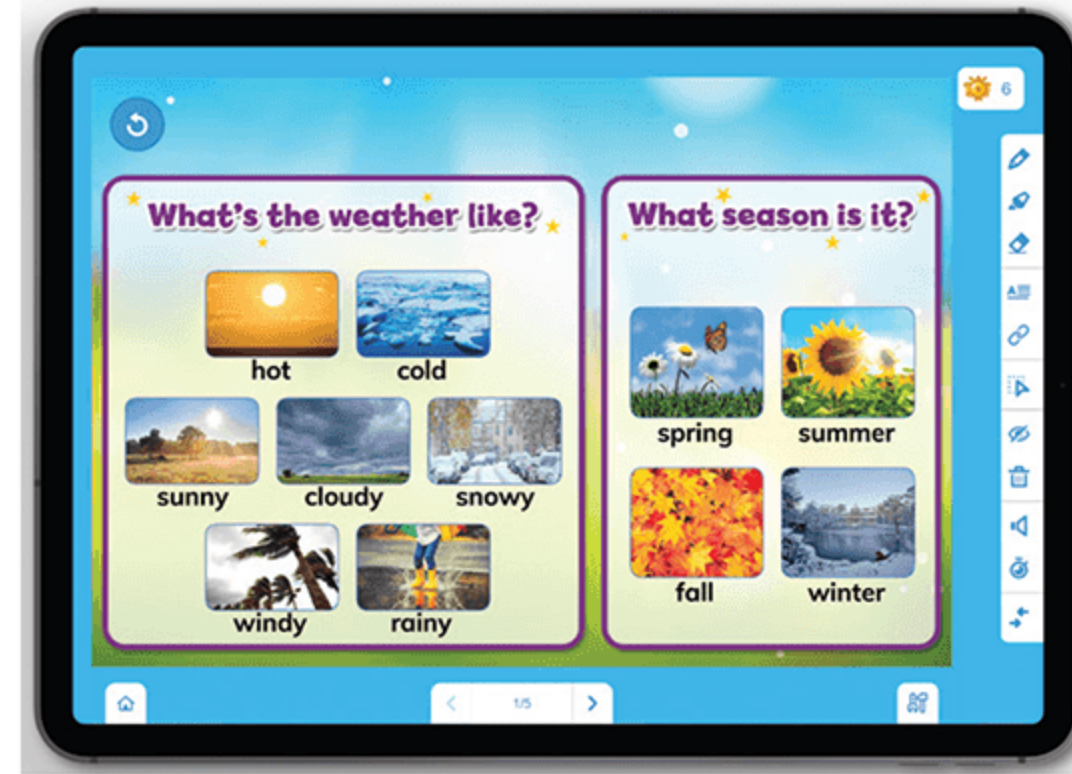 6
What's the weather like?
hot cold
sunny cloudy snowy
windy rainy
What season is it?
spring summer
fall winter
1/5